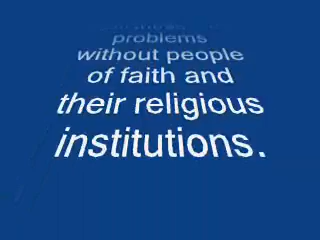 problems
without people
of faith and
their religious
institutions.